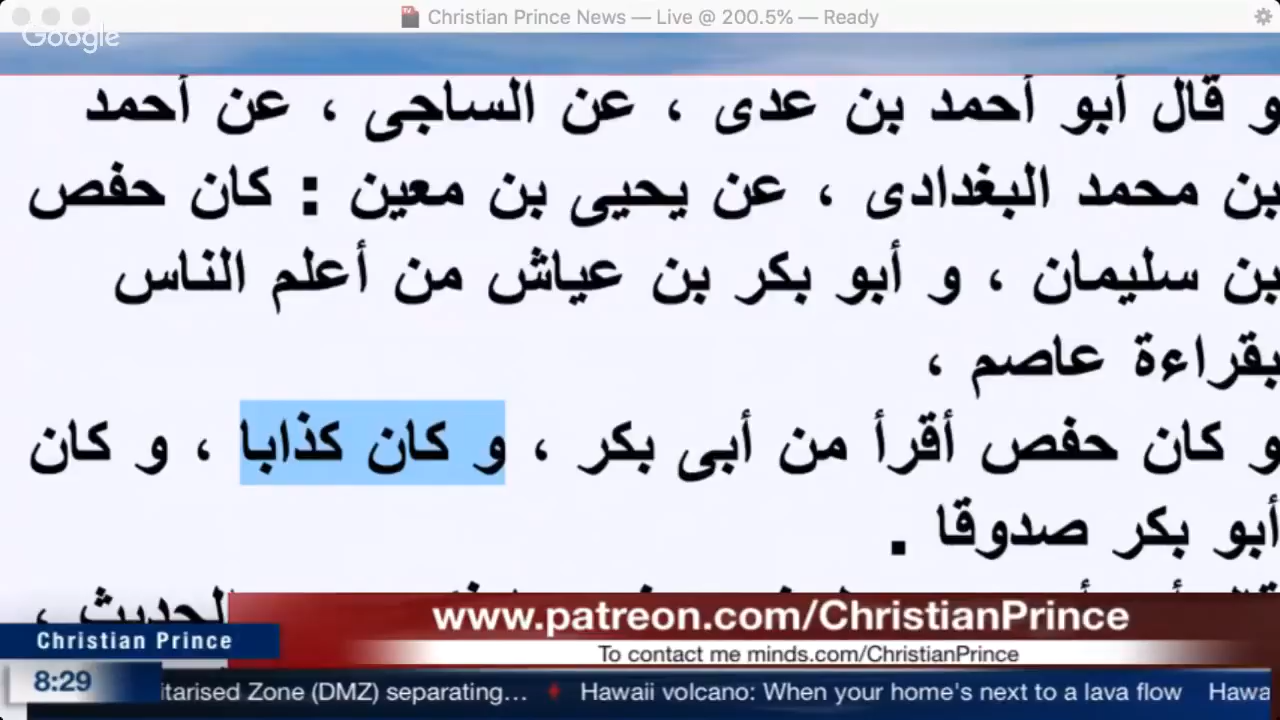 Christian Prince News — Live @ 200.5% — Ready
Google
و قال أبو أحمد بن عدى ، عن الساجى ، عن أحمد
بن محمد البغدادى ، عن يحيى بن معين : كان حفص
بن سليمان ، و أبو بكر بن عياش من أعلم الناس
بقراءة عاصم ،
و كان حفص أقرأ من أبى بكر ، و كان كذابا ، و كان
أبو بكر صدوقا .
الحديث ،
www.patreon.com/ChristianPrince
Christian Prince
To contact me minds.com/ChristianPrince
8:29
itarised Zone (DMZ) separating... ♦ Hawaii volcano: When your home's next to a lava flow Hawa